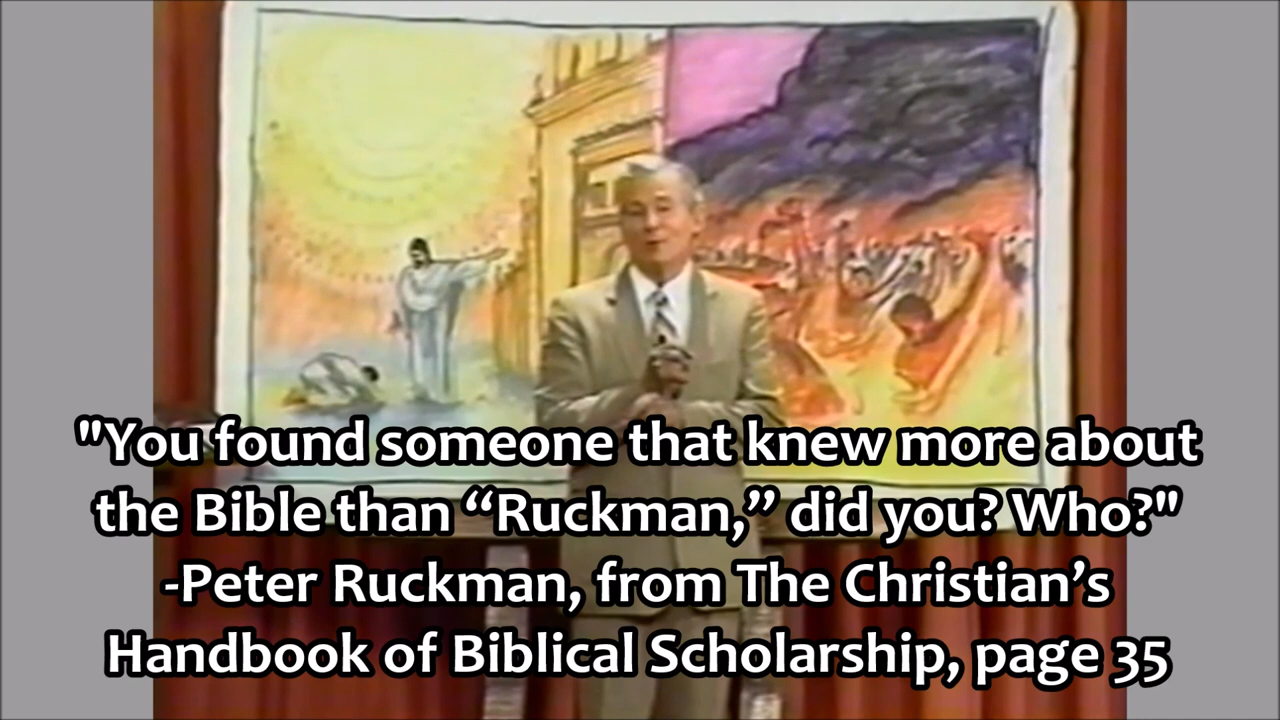 "You found someone that knew more about
the Bible than “Ruckman,” did you? Who?"
-Peter Ruckman, from The Christian’s
Handbook of Biblical Scholarship, page 35